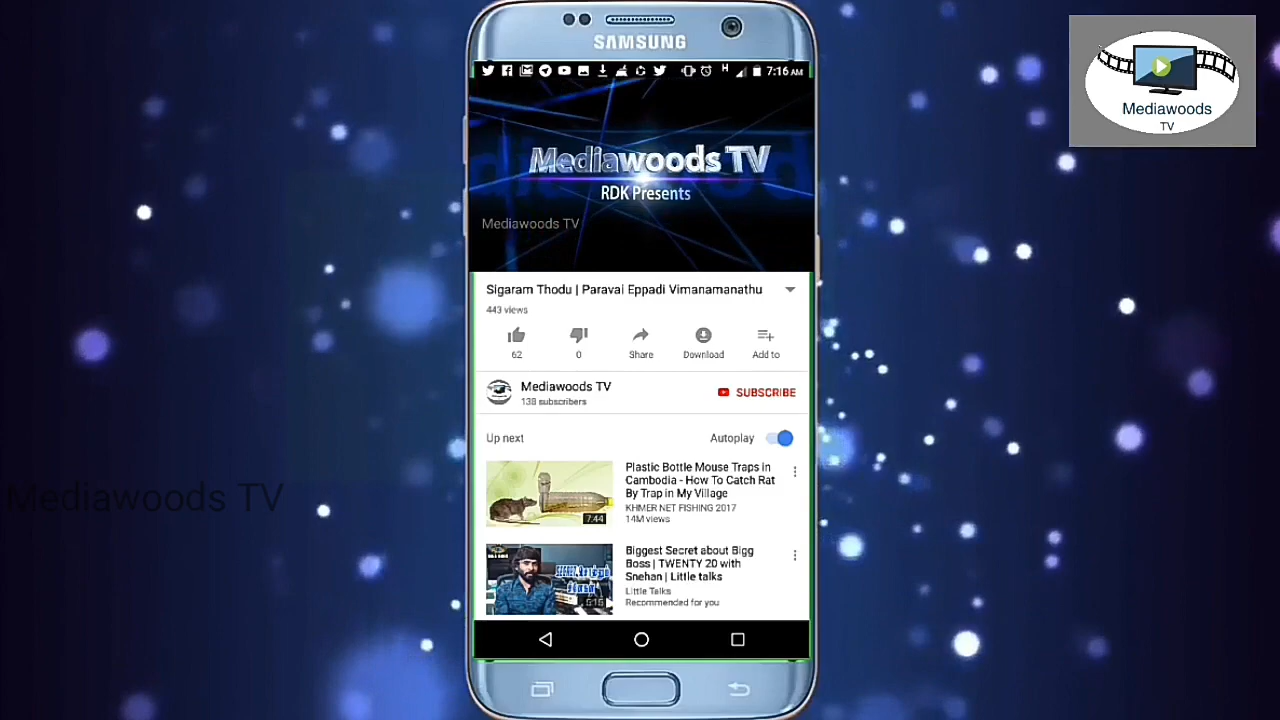 SAMSUNG
H
7:16 AM
Mediawoods TV
RDK Presents
Mediawoods TV
Sigaram Thodu | Paravai Eppadi Vimanamanathu
443 views
62
0
Share
Download
Add to
Mediawoods TV
138 subscribers
SUBSCRIBE
Up next
Autoplay
Plastic Bottle Mouse Traps in
Cambodia - How To Catch Rat
By Trap in My Village
KHMER NET FISHING 2017
14M views
7:44
Biggest Secret about Bigg
Boss | TWENTY 20 with
Snehan | Little talks
Little Talks
Recommended for you
Mediawoods
TV
Mediawoods TV